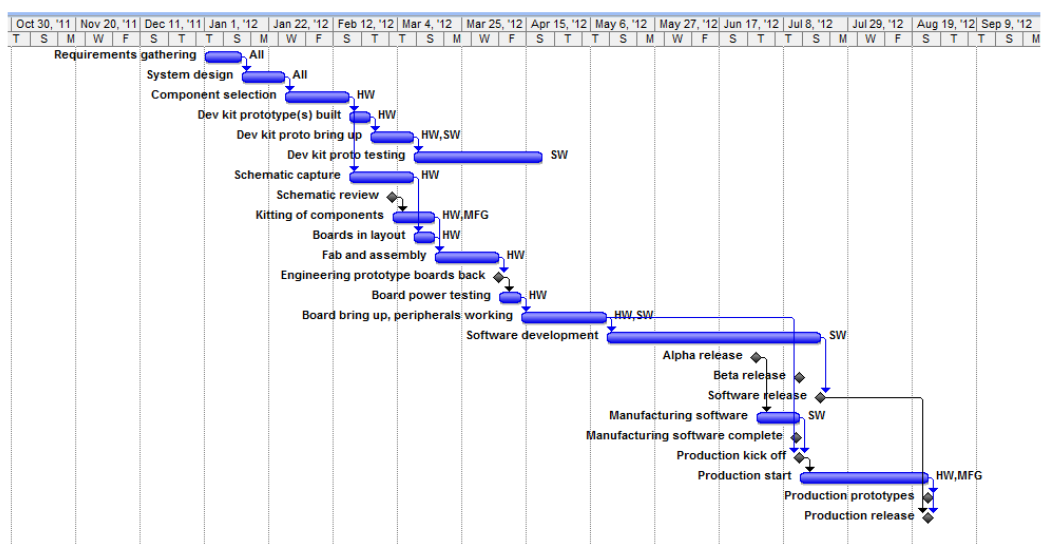 Oct 30, '11 Nov 20, '11 Dec 11, '11 Jan 1, '12 Jan 22, '12 Feb 12, '12 Mar 4, '12 Mar 25, '12 Apr 15, '12 May 6, '12 May 27, '12 Jun 17, '12 Jul 8, '12 Jul 29, '12 Aug 19, '12 Sep 9, '12
T S M W F S T T S M W F S T T S M W F S T T S M W F S T T S M
Requirements gathering All
System design All
Component selection HW
Dev kit prototype(s) built HW
Dev kit proto bring up HW,SW
Dev kit proto testing SW
Schematic capture HW
Schematic review
Kitting of components HW,MFG
Boards in layout HW
Fab and assembly HW
Engineering prototype boards back
Board power testing HW
Board bring up, peripherals working HW,SW
Software development SW
Alpha release
Beta release
Software release
Manufacturing software SW
Manufacturing software complete
Production kick off
Production start HW,MFG
Production prototypes
Production release